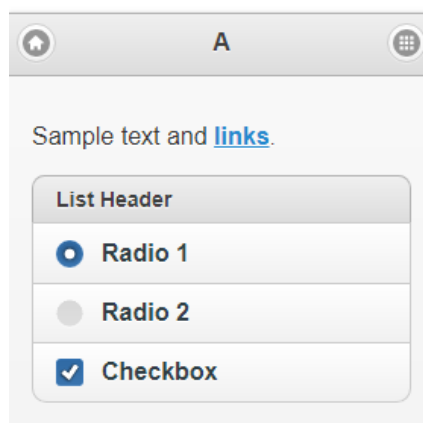 A
Sample text and links.
List Header
Radio 1
Radio 2
Checkbox